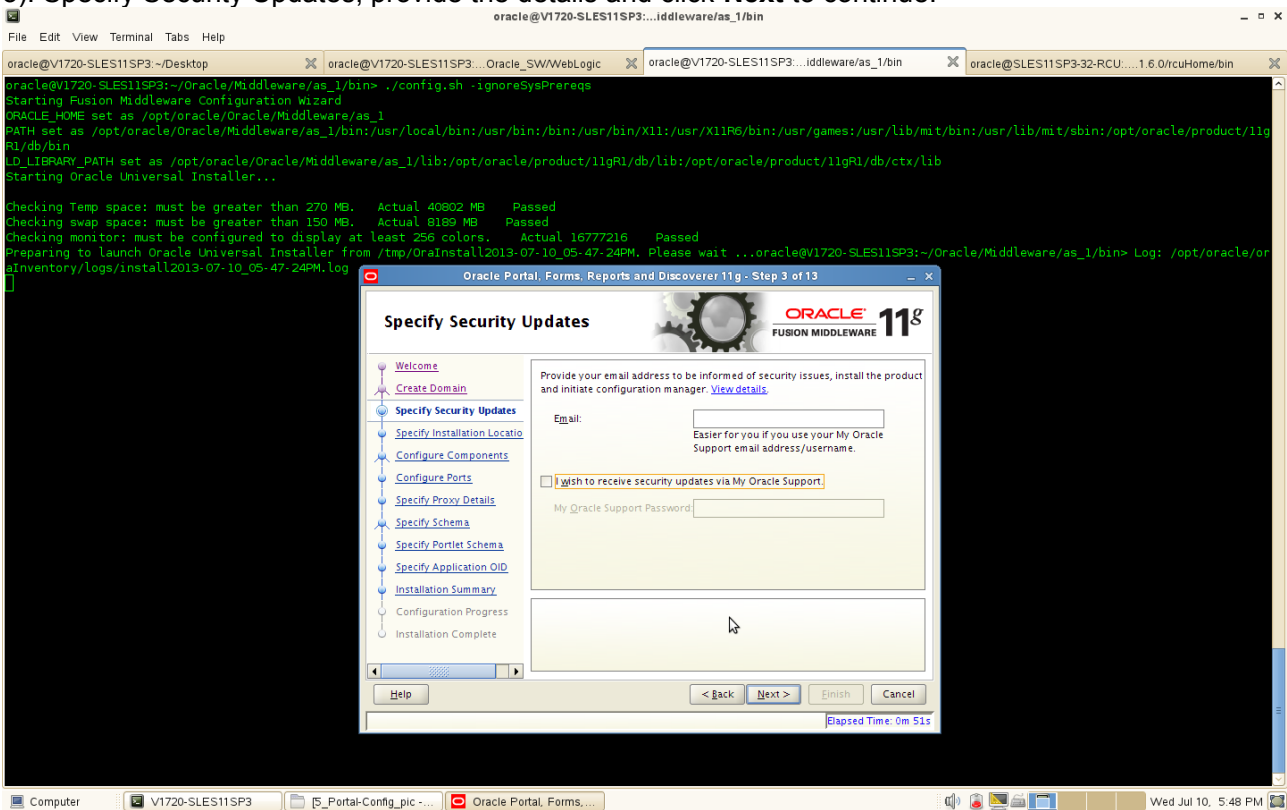 3). Specify Security Updates, provide the details and click Next to continue.
oracle@V1720-SLES11SP3:...iddleware/as_1/bin
File Edit View Terminal Tabs Help
oracle@V1720-SLES11SP3:~/Desktop
oracle@V1720-SLES11SP3:...Oracle_SW/WebLogic
oracle@V1720-SLES11SP3:...iddleware/as_1/bin
oracle@SLES11SP3-32-RCU:....1.6.0/rcuHome/bin
oracle@V1720-SLES11SP3:~/Oracle/Middleware/as_1/bin> ./config.sh -ignoreSysPrereqs
Starting Fusion Middleware Configuration Wizard
ORACLE_HOME set as /opt/oracle/Oracle/Middleware/as_1
PATH set as /opt/oracle/Oracle/Middleware/as_1/bin:/usr/local/bin:/usr/bin:/bin:/usr/bin/X11:/usr/X11R6/bin:/usr/games:/usr/lib/mit/bin:/usr/lib/mit/sbin:/opt/oracle/product/11g
R1/db/bin
LD_LIBRARY_PATH set as /opt/oracle/Oracle/Middleware/as_1/lib:/opt/oracle/product/11gR1/db/lib:/opt/oracle/product/11gR1/db/ctx/lib
Starting Oracle Universal Installer...
Checking Temp space: must be greater than 270 MB. Actual 40802 MB Passed
Checking swap space: must be greater than 150 MB. Actual 8189 MB Passed
Checking monitor: must be configured to display at least 256 colors. Actual 16777216 Passed
Preparing to launch Oracle Universal Installer from /tmp/OraInstall2013-07-10_05-47-24PM. Please wait ...oracle@V1720-SLES11SP3:~/Oracle/Middleware/as_1/bin> Log: /opt/oracle/or
aInventory/logs/install2013-07-10_05-47-24PM.log
Oracle Portal, Forms, Reports and Discoverer 11g - Step 3 of 13
Specify Security Updates
ORACLE
FUSION MIDDLEWARE 11g
Welcome
Create Domain
Specify Security Updates
Specify Installation Locatio
Configure Components
Configure Ports
Specify Proxy Details
Specify Schema
Specify Portlet Schema
Specify Application OID
Installation Summary
Configuration Progress
Installation Complete
Provide your email address to be informed of security issues, install the product
and initiate configuration manager. View details.
Email:
Easier for you if you use your My Oracle
Support email address/username.
I wish to receive security updates via My Oracle Support.
My Oracle Support Password:
Help
< Back
Next >
Finish
Cancel
Elapsed Time: 0m 51s
Computer
V1720-SLES11SP3
[5_Portal-Config_pic -...
Oracle Portal, Forms,...
Wed Jul 10, 5:48 PM